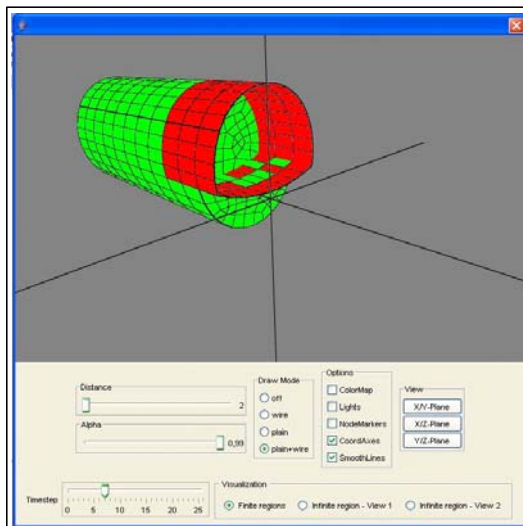 Distance
2
Alpha
0,99
Draw Mode
off
wire
plain
plain+wire
Options
ColorMap
Lights
NodeMarkers
CoordAxes
SmoothLines
View
X/Y-Plane
X/Z-Plane
Y/Z-Plane
Timestep
0 5 10 15 20 25
Visualization
Finite regions
Infinite region - View 1
Infinite region - View 2